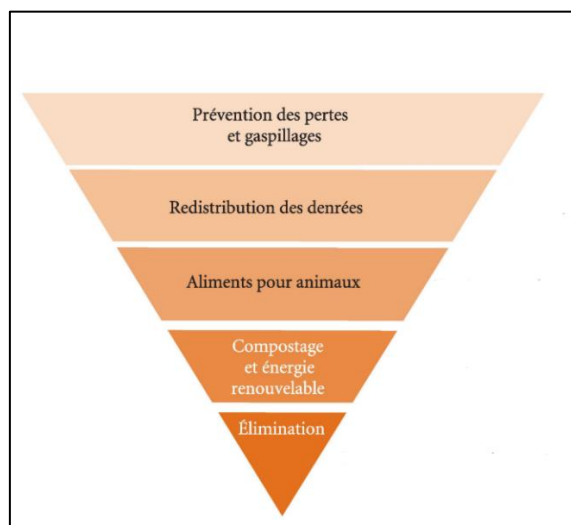 Prévention des pertes
et gaspillages
Redistribution des denrées
Aliments pour animaux
Compostage
et énergie
renouvelable
Élimination